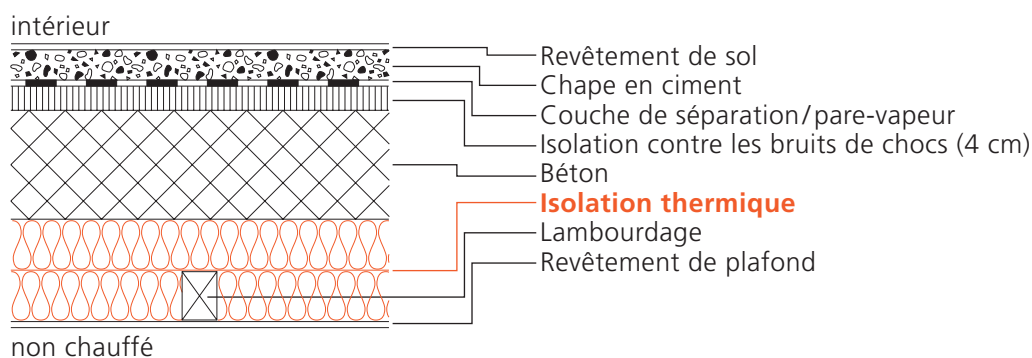 intérieur
Revêtement de sol
Chape en ciment
Couche de séparation/pare-vapeur
Isolation contre les bruits de chocs (4 cm)
Béton
Isolation thermique
Lambourdage
Revêtement de plafond
non chauffé